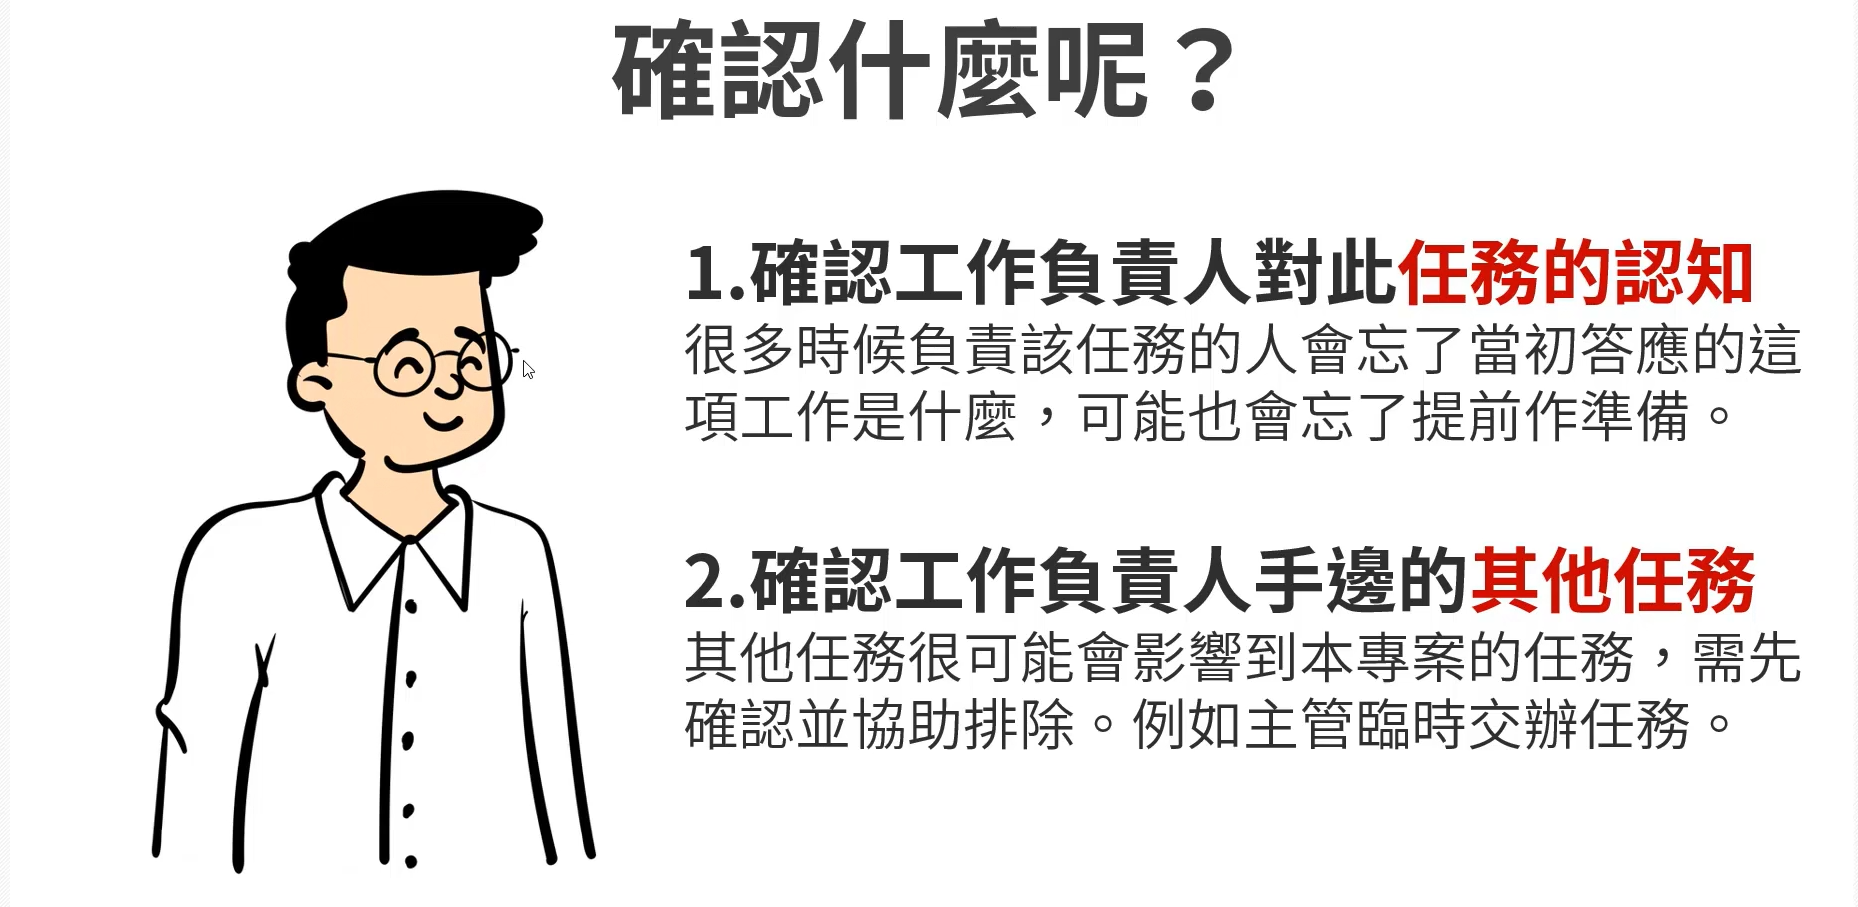 確認什麼呢？
1.確認工作負責人對此任務的認知
很多時候負責該任務的人會忘了當初答應的這
項工作是什麼，可能也會忘了提前作準備。
2.確認工作負責人手邊的其他任務
其他任務很可能會影響到本專案的任務，需先
確認並協助排除。例如主管臨時交辦任務。